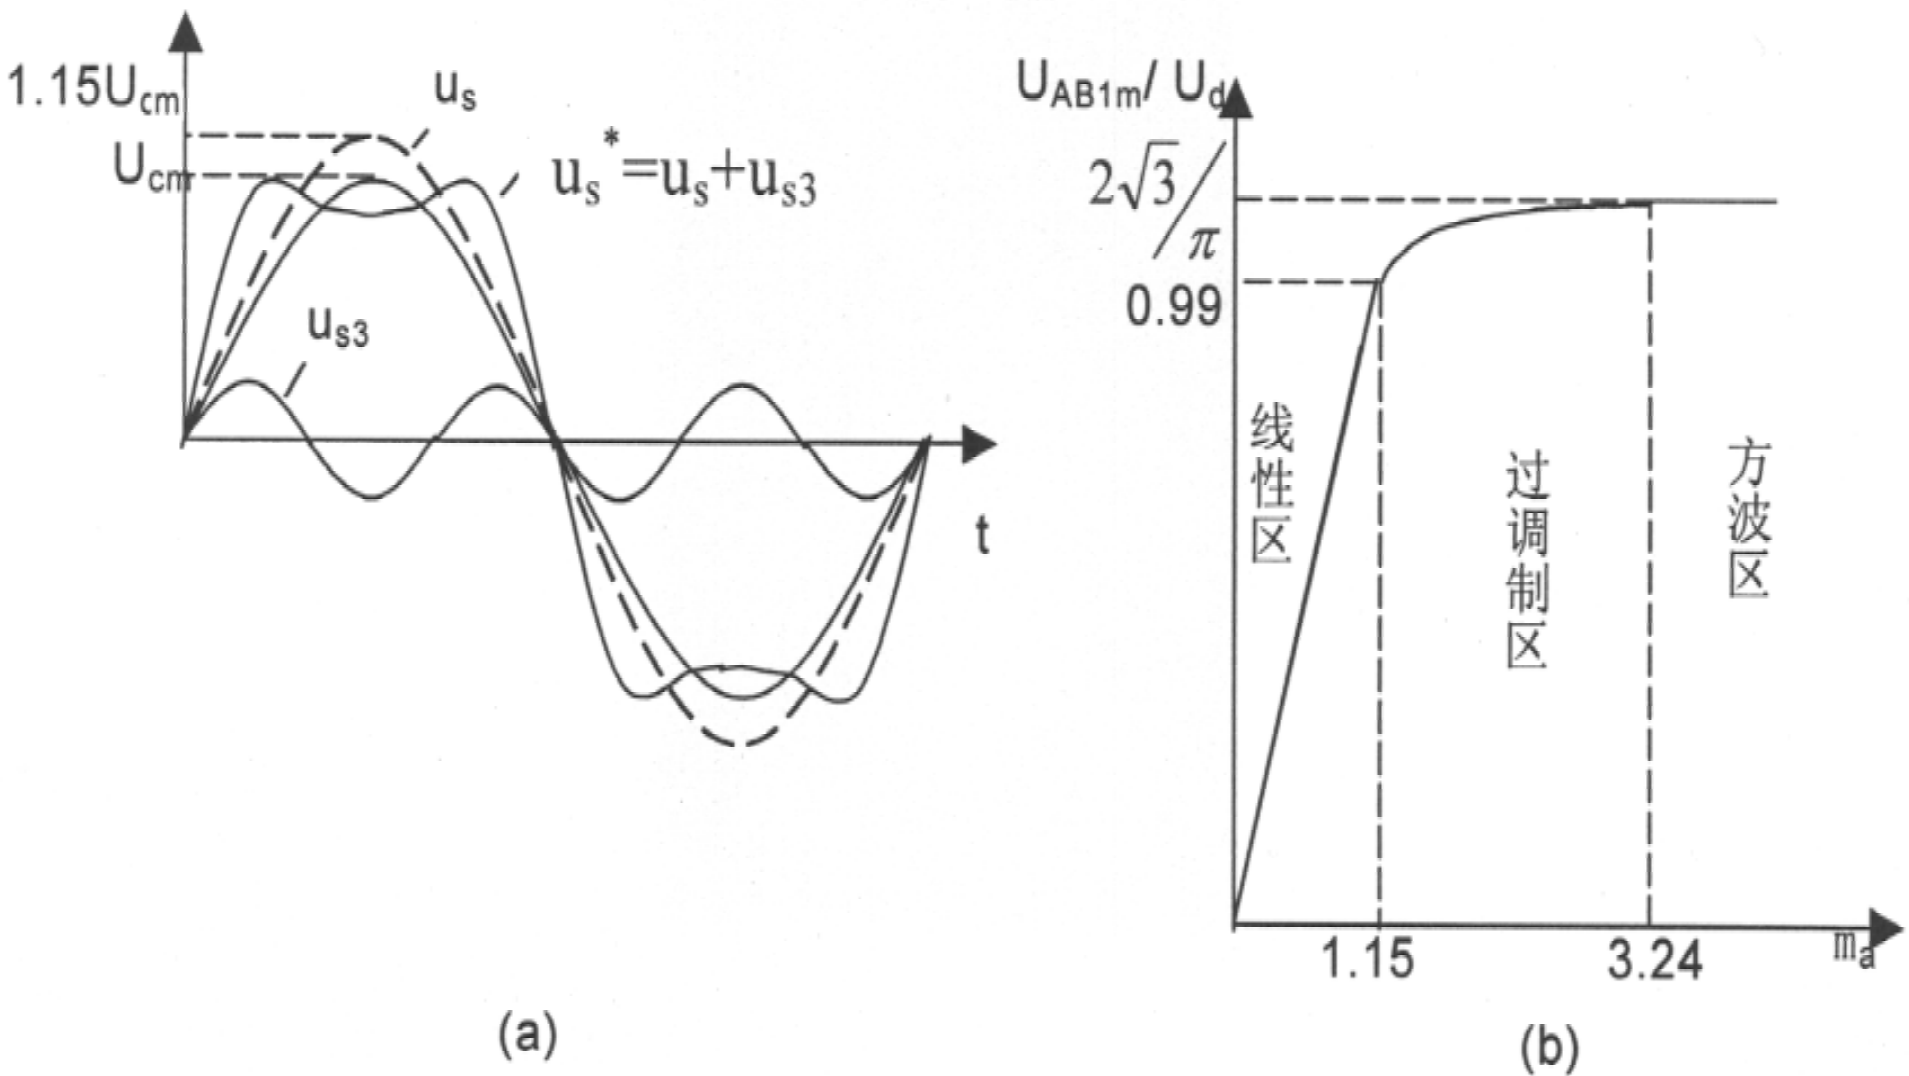 1.15Ucm
us
Ucm
us*=us+us3
us3
t
(a)
UAB1m/ Ud
2√3/π
0.99
线性区
过调制区
方波区
1.15
3.24
ma
(b)